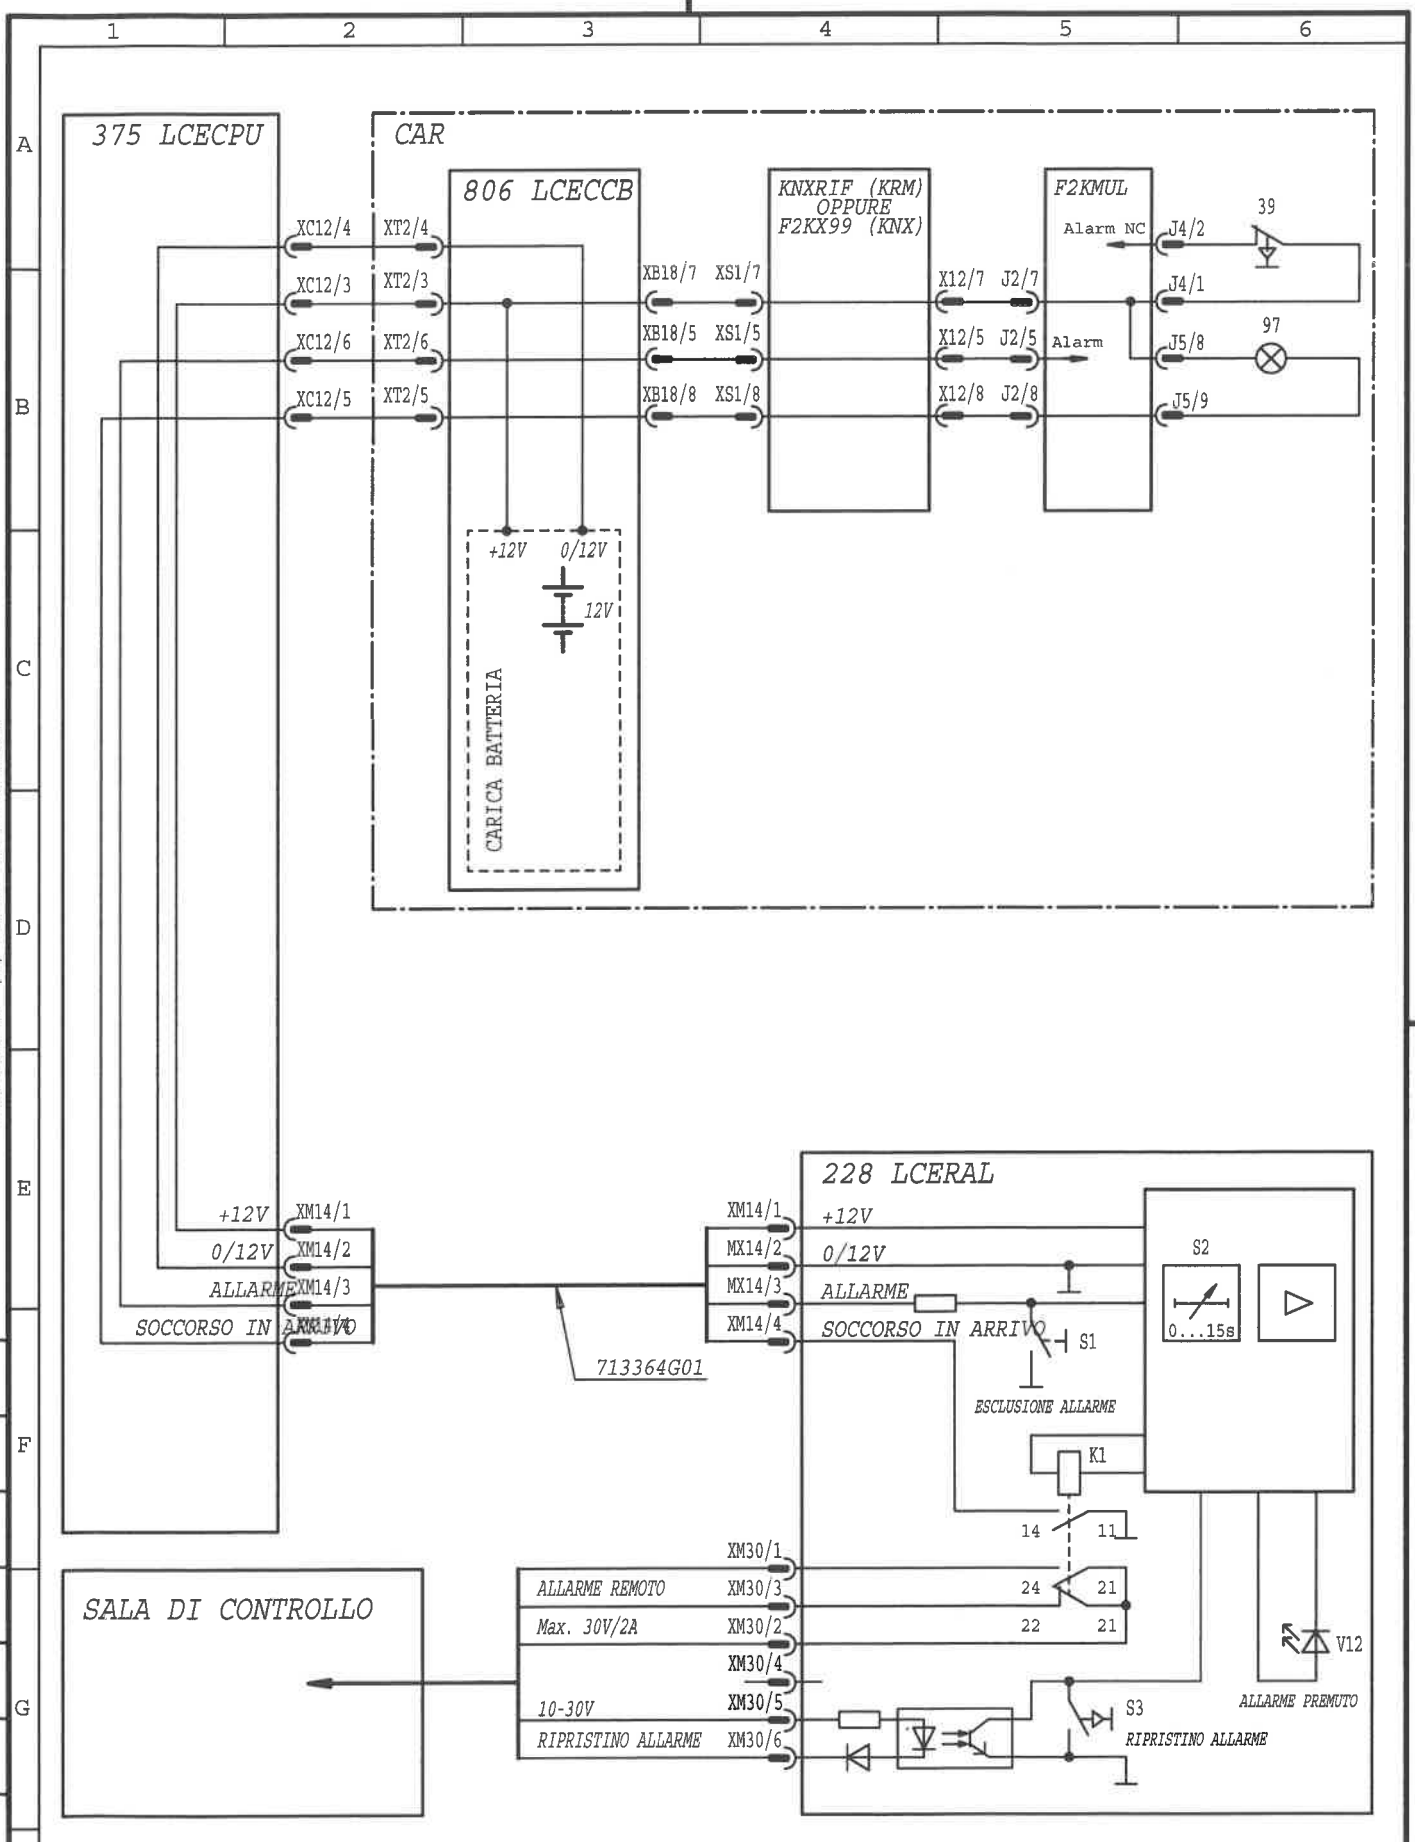 1 2 3 4 5 6
A
B
C
D
E
F
G
375 LCECPU
CAR
806 LCECCB
KNXRIF (KRM)
OPPURE
F2KX99 (KNX)
F2KMUL
39
Alarm NC
XC12/4 XT2/4 J4/2
XC12/3 XT2/3 XB18/7 XS1/7 X12/7 J2/7 J4/1
97
XC12/6 XT2/6 XB18/5 XS1/5 X12/5 J2/5 Alarm J5/8
XC12/5 XT2/5 XB18/8 XS1/8 X12/8 J2/8 J5/9
+12V 0/12V
12V
CARICA BATTERIA
228 LCERAL
+12V XM14/1
0/12V XM14/2
ALLARME XM14/3
SOCCORSO IN ARRIVO
713364G01
XM14/1 +12V
MX14/2 0/12V
MX14/3 ALLARME
XM14/4 SOCCORSO IN ARRIVO
S2
0...15s
S1
ESCLUSIONE ALLARME
K1
14 11
24 21
22 21
SALA DI CONTROLLO
XM30/1
ALLARME REMOTO XM30/3
Max. 30V/2A XM30/2
XM30/4
10-30V XM30/5
RIPRISTINO ALLARME XM30/6
V12
ALLARME PREMUTO
S3
RIPRISTINO ALLARME